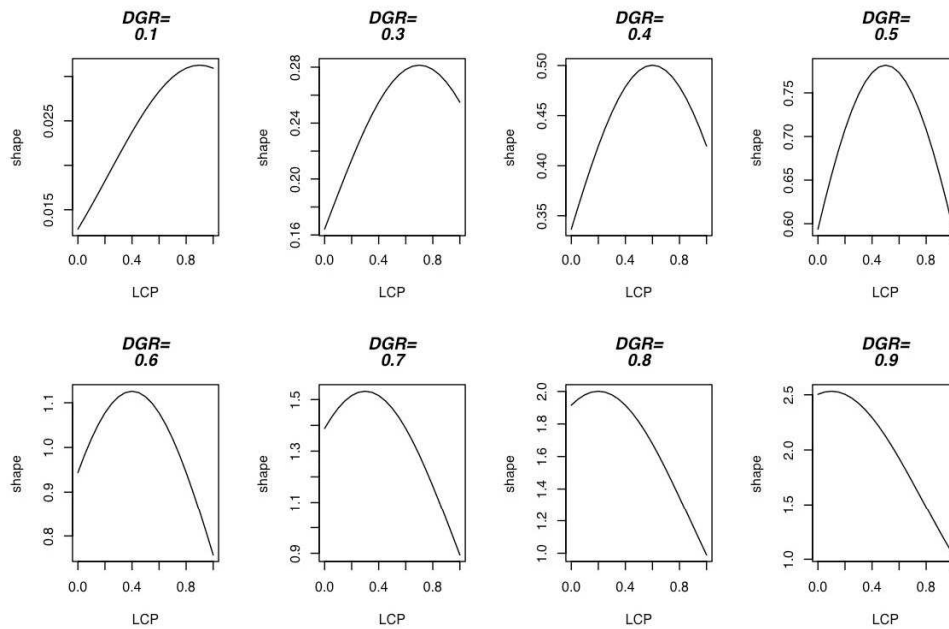 DGR=
0.1
DGR=
0.3
DGR=
0.4
DGR=
0.5
shape
0.015
0.025
0.0
0.4
0.8
LCP
shape
0.16
0.20
0.24
0.28
0.0
0.4
0.8
LCP
shape
0.35
0.40
0.45
0.50
0.0
0.4
0.8
LCP
shape
0.60
0.65
0.70
0.75
0.0
0.4
0.8
LCP
DGR=
0.6
DGR=
0.7
DGR=
0.8
DGR=
0.9
shape
0.8
0.9
1.0
1.1
0.0
0.4
0.8
LCP
shape
0.9
1.1
1.3
1.5
0.0
0.4
0.8
LCP
shape
1.0
1.2
1.4
1.6
1.8
2.0
0.0
0.4
0.8
LCP
shape
1.0
1.5
2.0
2.5
0.0
0.4
0.8
LCP